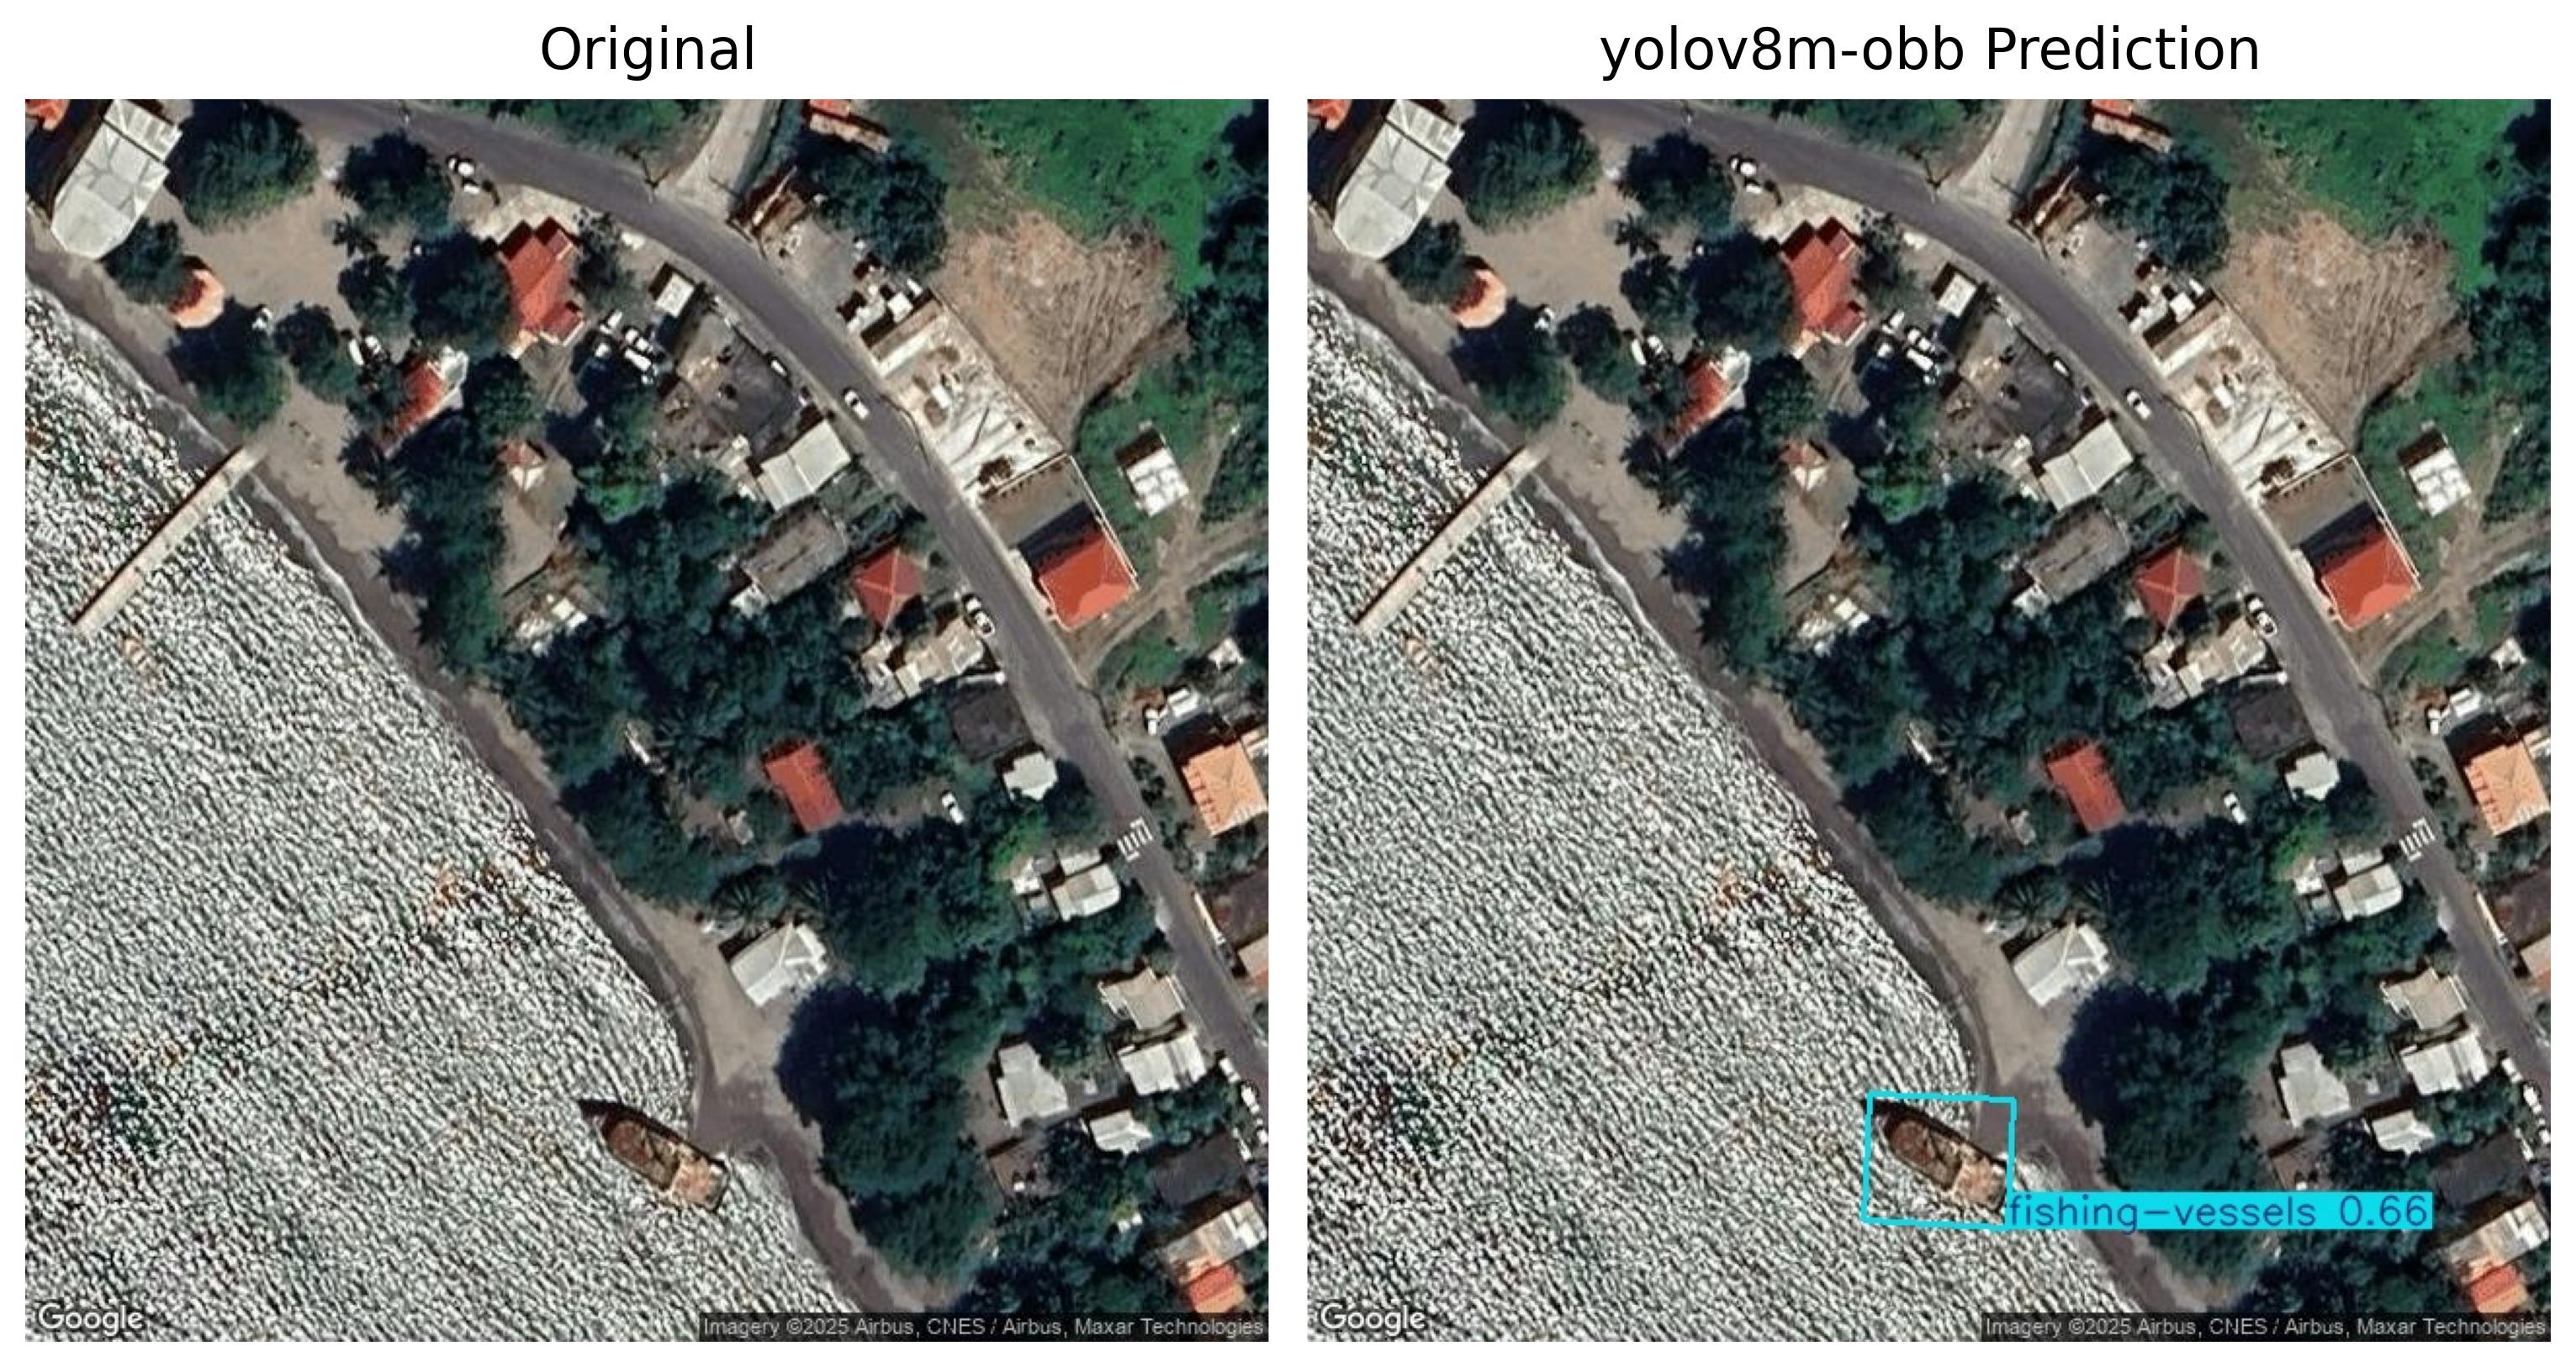 Original
yolov8m-obb Prediction
fishing-vessels 0.66
Google
Imagery ©2025 Airbus, CNES / Airbus, Maxar Technologies
Google
Imagery ©2025 Airbus, CNES / Airbus, Maxar Technologies